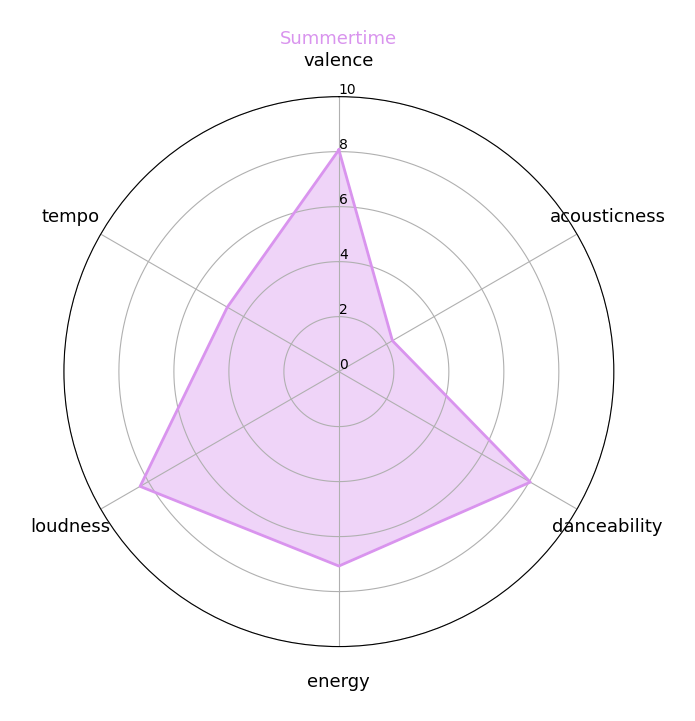 Summertime
valence
10
8
6
4
2
0
tempo
acousticness
loudness
danceability
energy